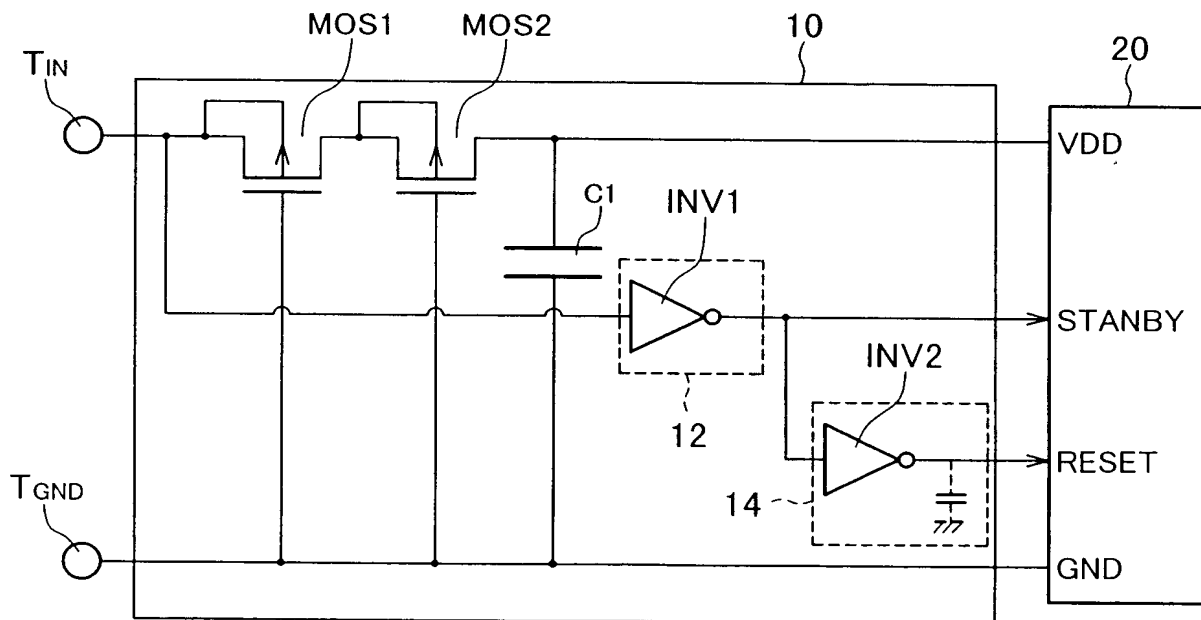 MOS1
MOS2
10
TIN
20
VDD
C1
INV1
STANBY
INV2
12
RESET
TGND
14
GND